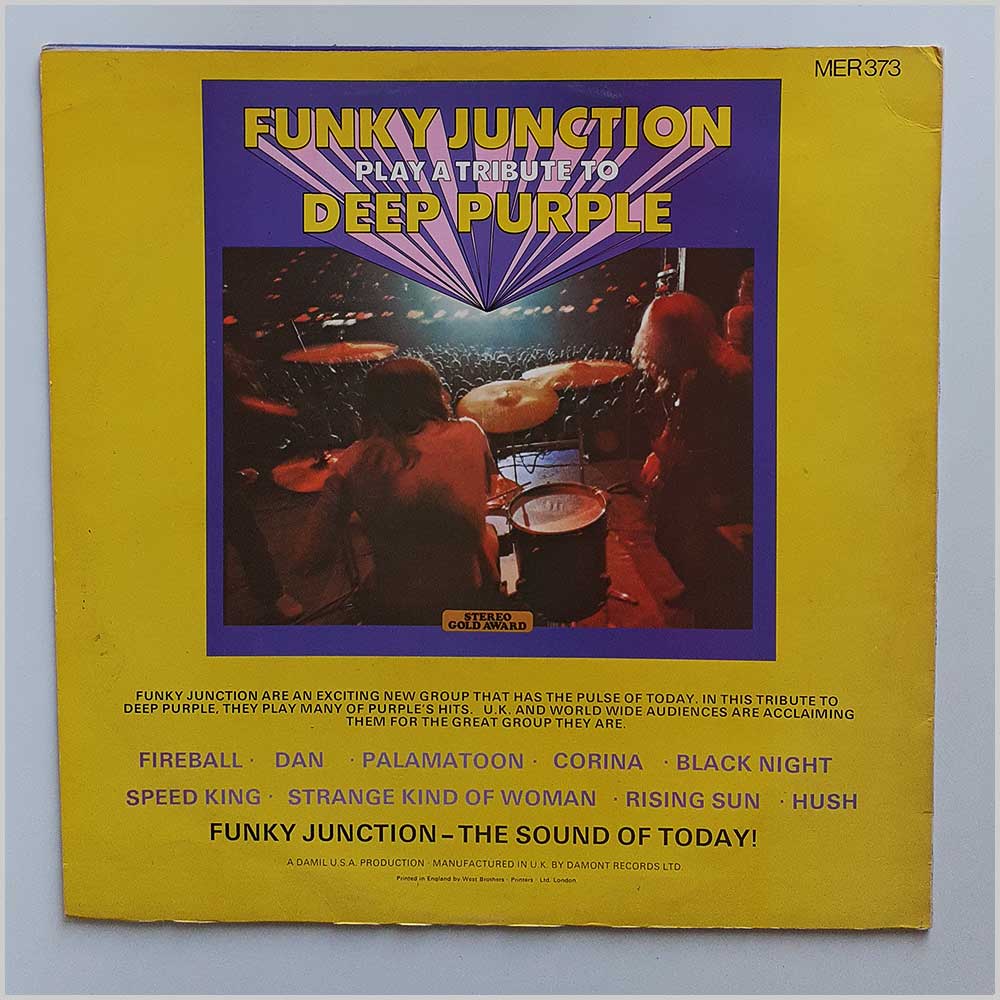 MER 373
FUNKY JUNCTION
PLAY A TRIBUTE TO
DEEP PURPLE
STEREO
GOLD AWARD
FUNKY JUNCTION ARE AN EXCITING NEW GROUP THAT HAS THE PULSE OF TODAY. IN THIS TRIBUTE TO
DEEP PURPLE, THEY PLAY MANY OF PURPLE'S HITS. U.K. AND WORLD WIDE AUDIENCES ARE ACCLAIMING
THEM FOR THE GREAT GROUP THEY ARE.
FIREBALL · DAN · PALAMATOON · CORINA · BLACK NIGHT
SPEED KING · STRANGE KIND OF WOMAN · RISING SUN · HUSH
FUNKY JUNCTION – THE SOUND OF TODAY!
A DAMIL U.S.A. PRODUCTION · MANUFACTURED IN U.K. BY DAMONT RECORDS LTD.
Printed in England by West Brothers · Printers · Ltd. London